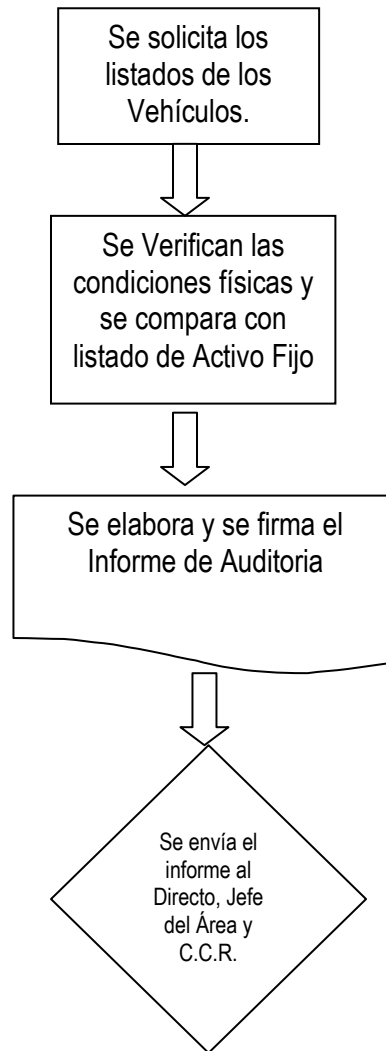 Se solicita los
listados de los
Vehículos.
Se Verifican las
condiciones físicas y
se compara con
listado de Activo Fijo
Se elabora y se firma el
Informe de Auditoria
Se envía el
informe al
Directo, Jefe
del Área y
C.C.R.